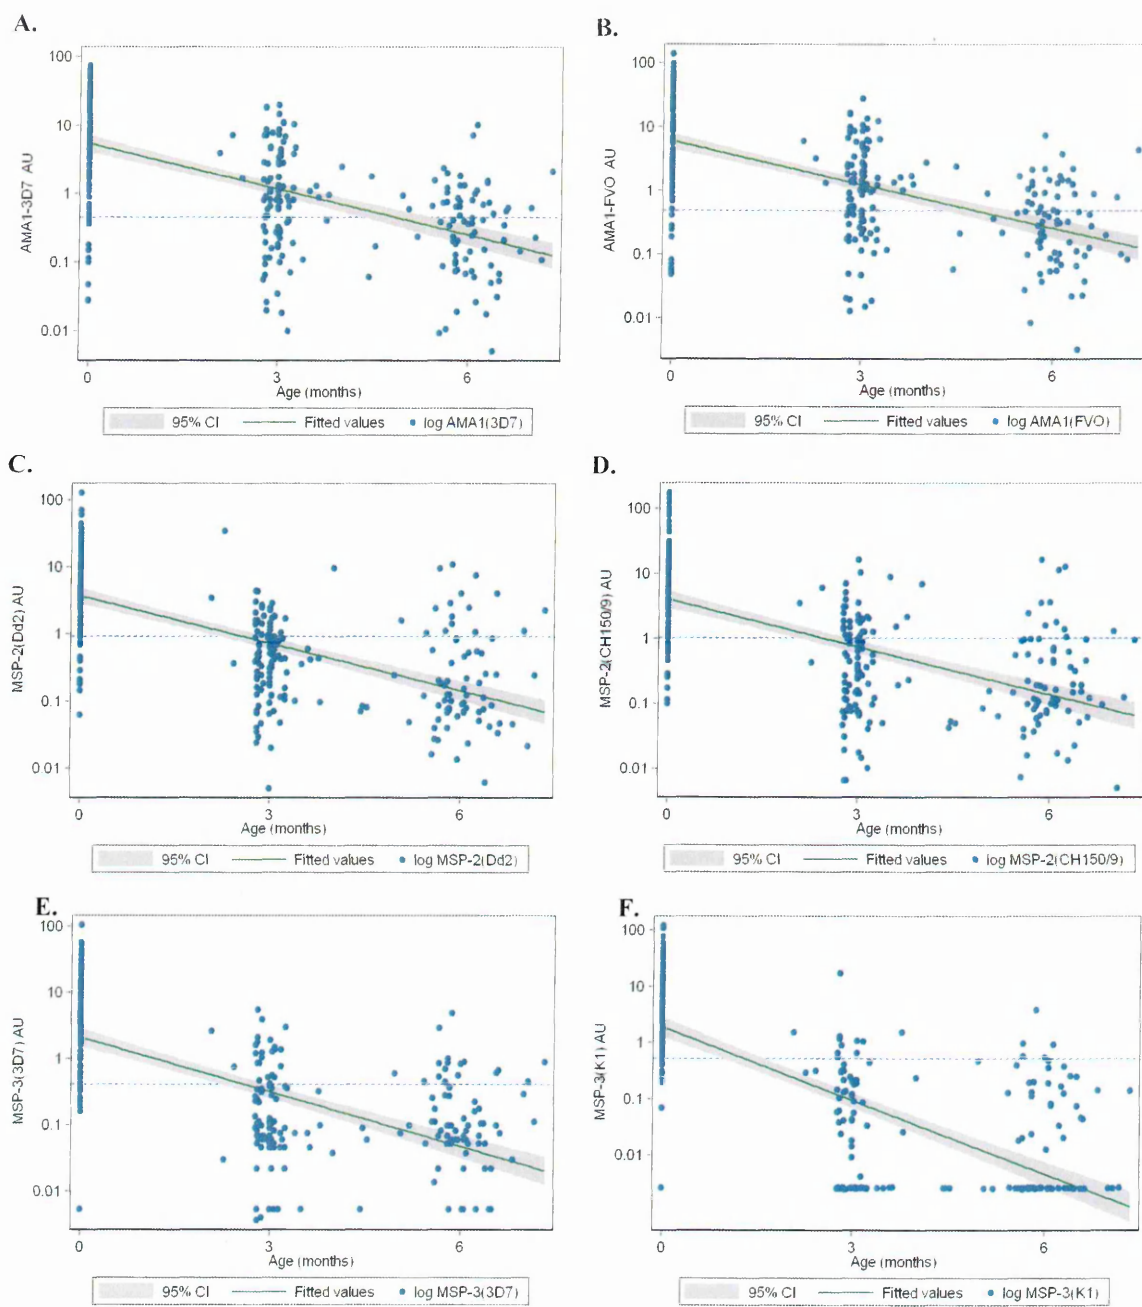 A.
100
10
1
0.1
0.01
AMA1-3D7 AU
0 3 6
Age (months)
95% CI Fitted values log AMA1(3D7)
B.
100
10
1
0.1
0.01
AMA1-FVO AU
0 3 6
Age (months)
95% CI Fitted values log AMA1(FVO)
C.
100
10
1
0.1
0.01
MSP-2(Dd2) AU
0 3 6
Age (months)
95% CI Fitted values log MSP-2(Dd2)
D.
100
10
1
0.1
0.01
MSP-2(CH150/9) AU
0 3 6
Age (months)
95% CI Fitted values log MSP-2(CH150/9)
E.
100
10
1
0.1
0.01
MSP-3(3D7) AU
0 3 6
Age (months)
95% CI Fitted values log MSP-3(3D7)
F.
100
10
1
0.1
0.01
MSP-3(K1) AU
0 3 6
Age (months)
95% CI Fitted values log MSP-3(K1)